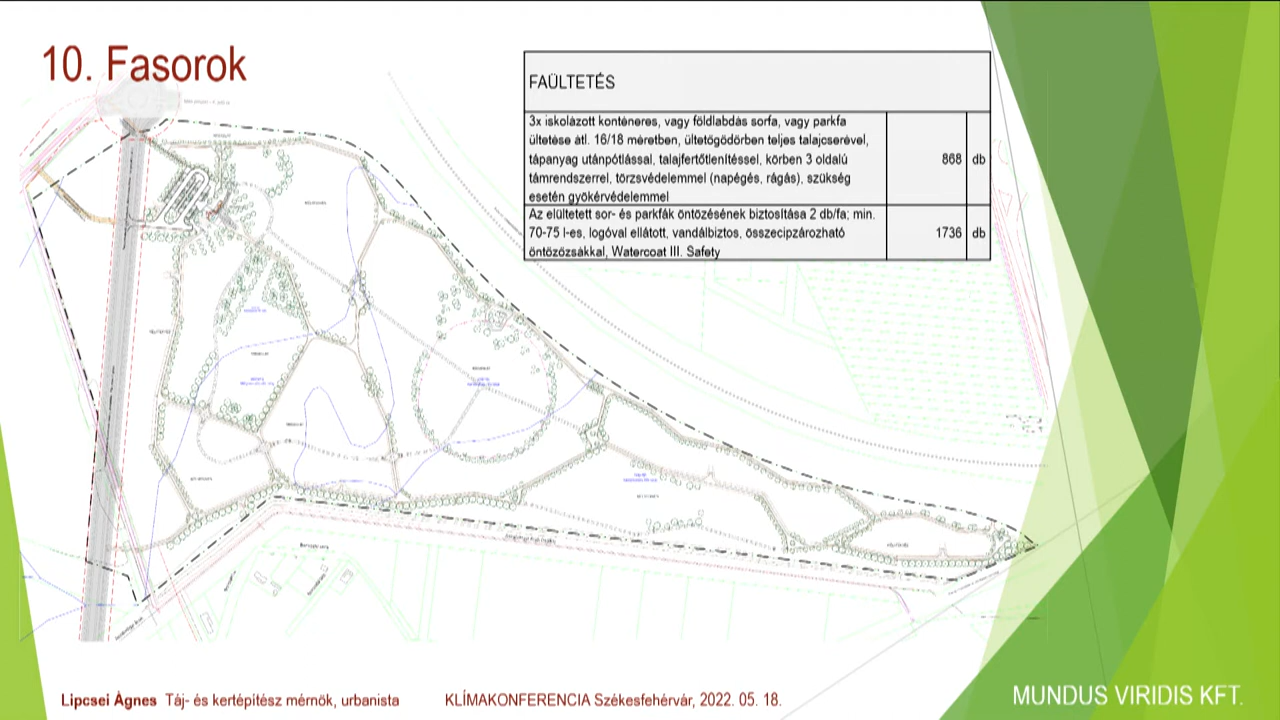 10. Fasorok
FAÜLTETÉS
3x iskolázott konténeres, vagy földlabdás sorfa, vagy parkfa
ültetése átl. 16/18 méretben, ültetőgödörben teljes talajcserével,
tápanyag utánpótlással, talajfertőtlenítéssel, körben 3 oldalú
támrendszerrel, törzsvédelemmel (napégés, rágás), szükség
esetén gyökérvédelemmel
868 db
Az elültetett sor- és parkfák öntözésének biztosítása 2 db/fa; min.
70-75 l-es, logóval ellátott, vandálbiztos, összecipzározható
öntözőzsákkal, Watercoat III. Safety
1736 db
Lipcsei Ágnes Táj- és kertépítész mérnök, urbanista
KLÍMAKONFERENCIA Székesfehérvár, 2022. 05. 18.
MUNDUS VIRIDIS KFT.